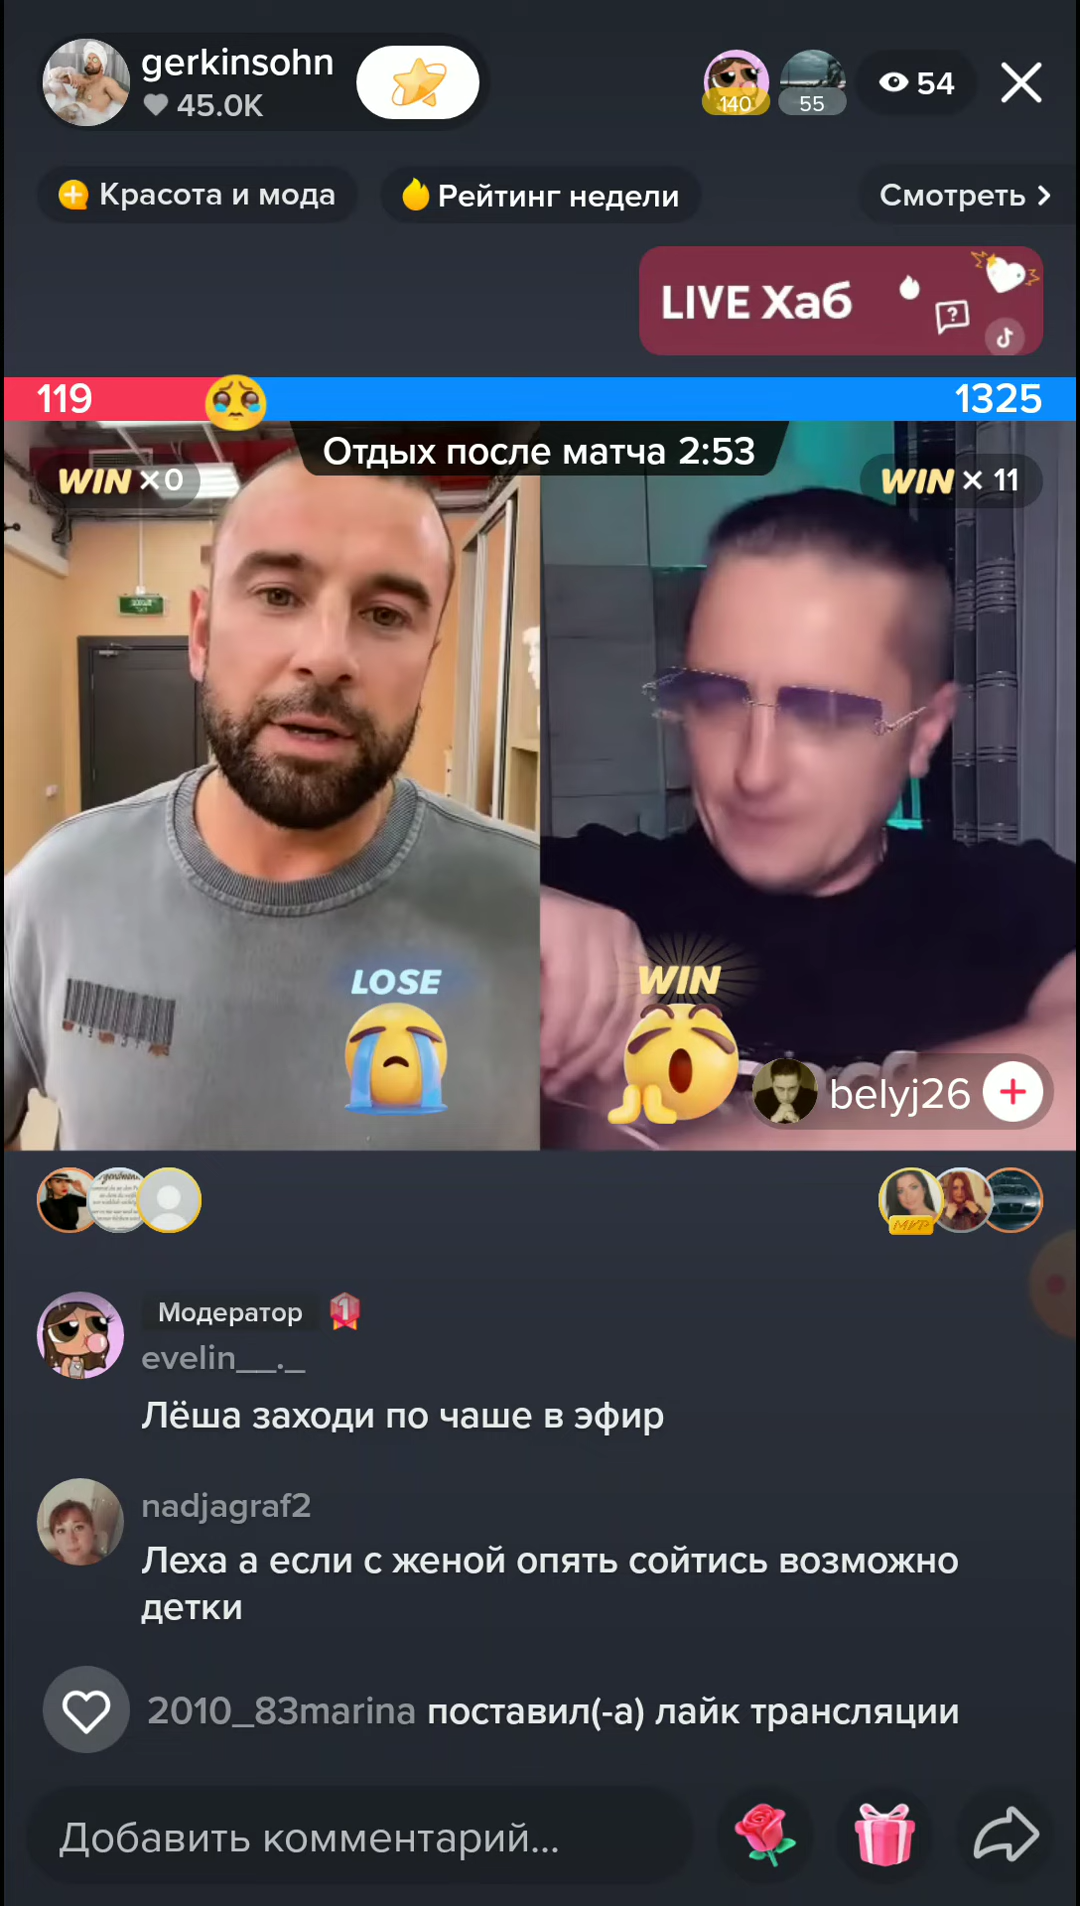 gerkinsohn
45.0K
140
55
54
Красота и мода
Рейтинг недели
Смотреть
LIVE Хаб
119
1325
Отдых после матча 2:53
WIN ×0
WIN × 11
LOSE
WIN
belyj26
MVP
Модератор
1
evelin__._
Лёша заходи по чаше в эфир
nadjagraf2
Леха а если с женой опять сойтись возможно
детки
2010_83marina поставил(-а) лайк трансляции
Добавить комментарий...